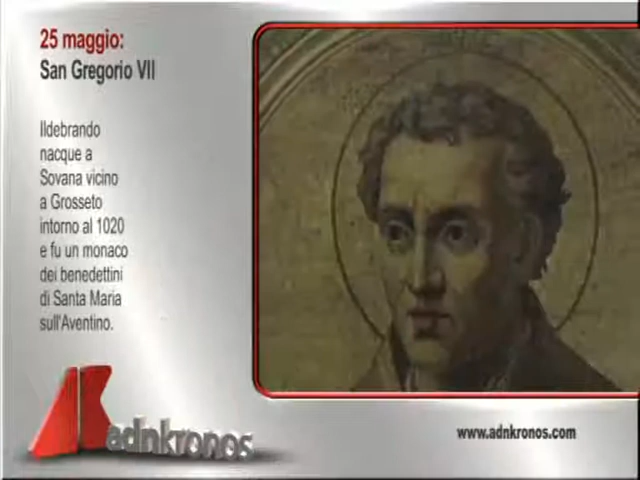 25 maggio:
San Gregorio VII
Ildebrando
nacque a
Sovana vicino
a Grosseto
intorno al 1020
e fu un monaco
dei benedettini
di Santa Maria
sull'Aventino.
adnkronos
www.adnkronos.com